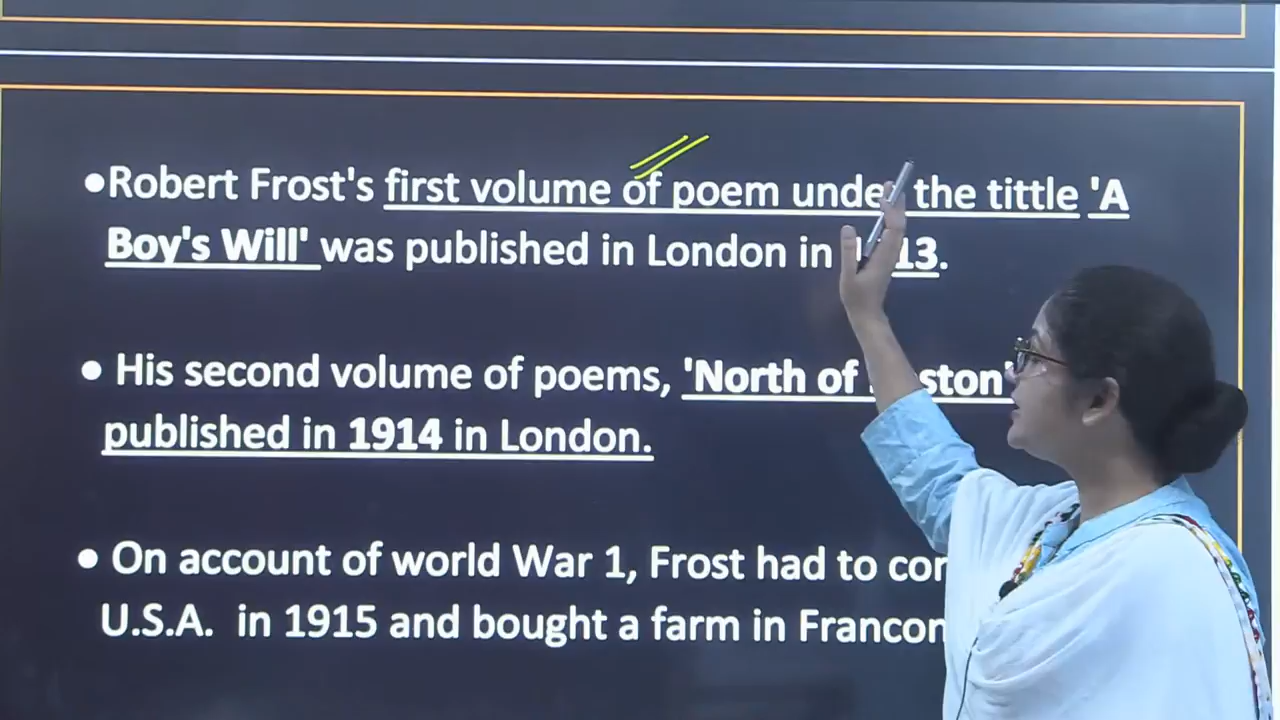 ●Robert Frost's first volume of poem under the tittle 'A
Boy's Will' was published in London in 13.
● His second volume of poems, 'North of
published in 1914 in London.
● On account of world War 1, Frost had to
U.S.A. in 1915 and bought a farm in